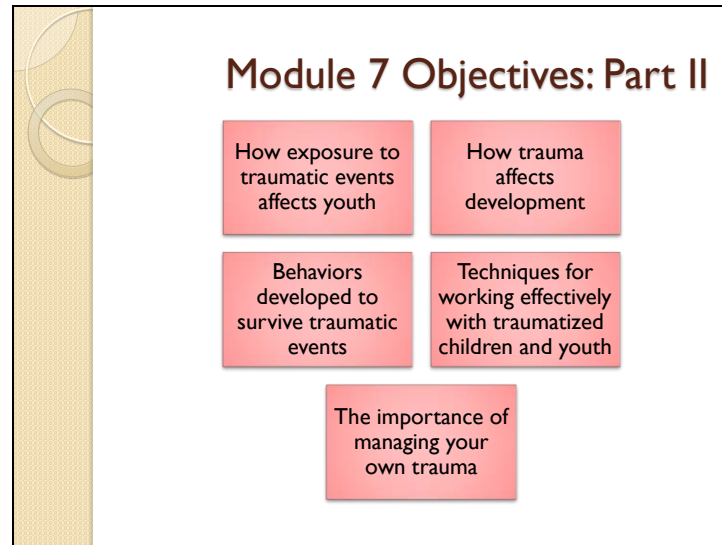 Module 7 Objectives: Part II
How exposure to
traumatic events
affects youth
How trauma
affects
development
Behaviors
developed to
survive traumatic
events
Techniques for
working effectively
with traumatized
children and youth
The importance of
managing your
own trauma